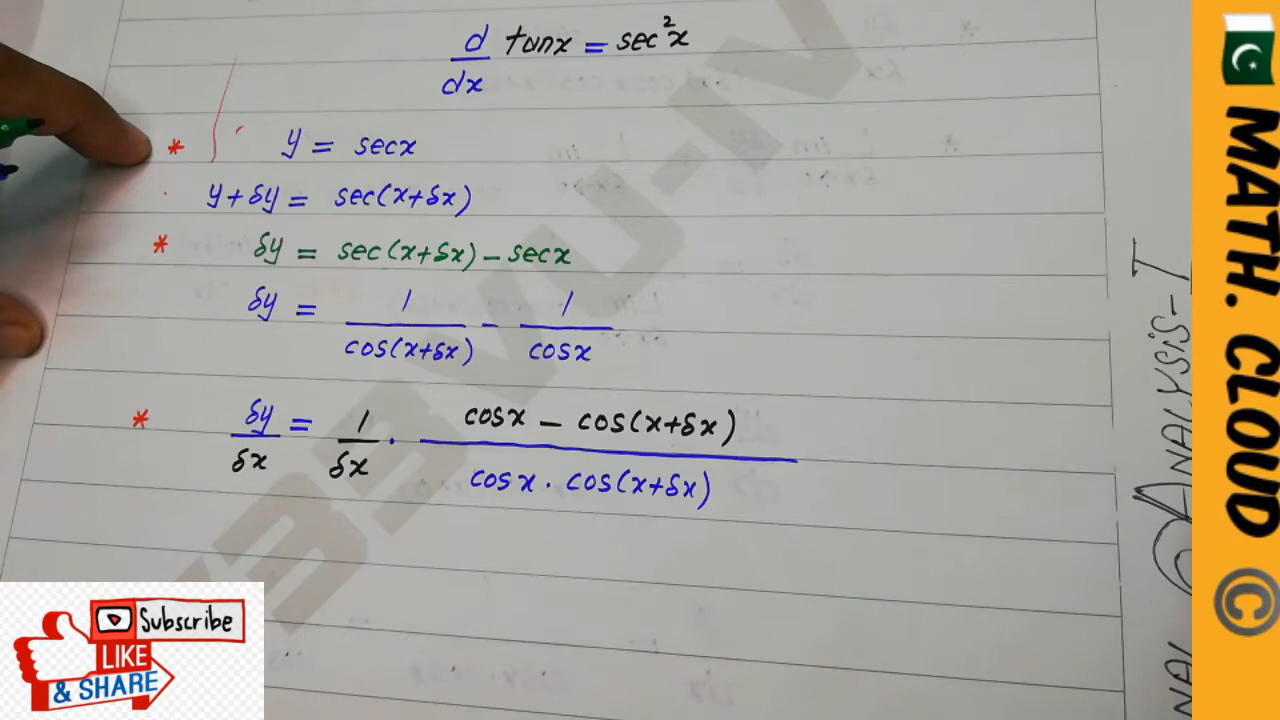 d/dx tanx = sec²x
* y = secx
y + δy = sec(x+δx)
* δy = sec(x+δx) – secx
δy = 1/cos(x+δx) - 1/cosx
* δy/δx = 1/δx · cosx – cos(x+δx)/cosx · cos(x+δx)
Subscribe
LIKE
& SHARE
MATH. CLOUD ©
ANALYSIS-I